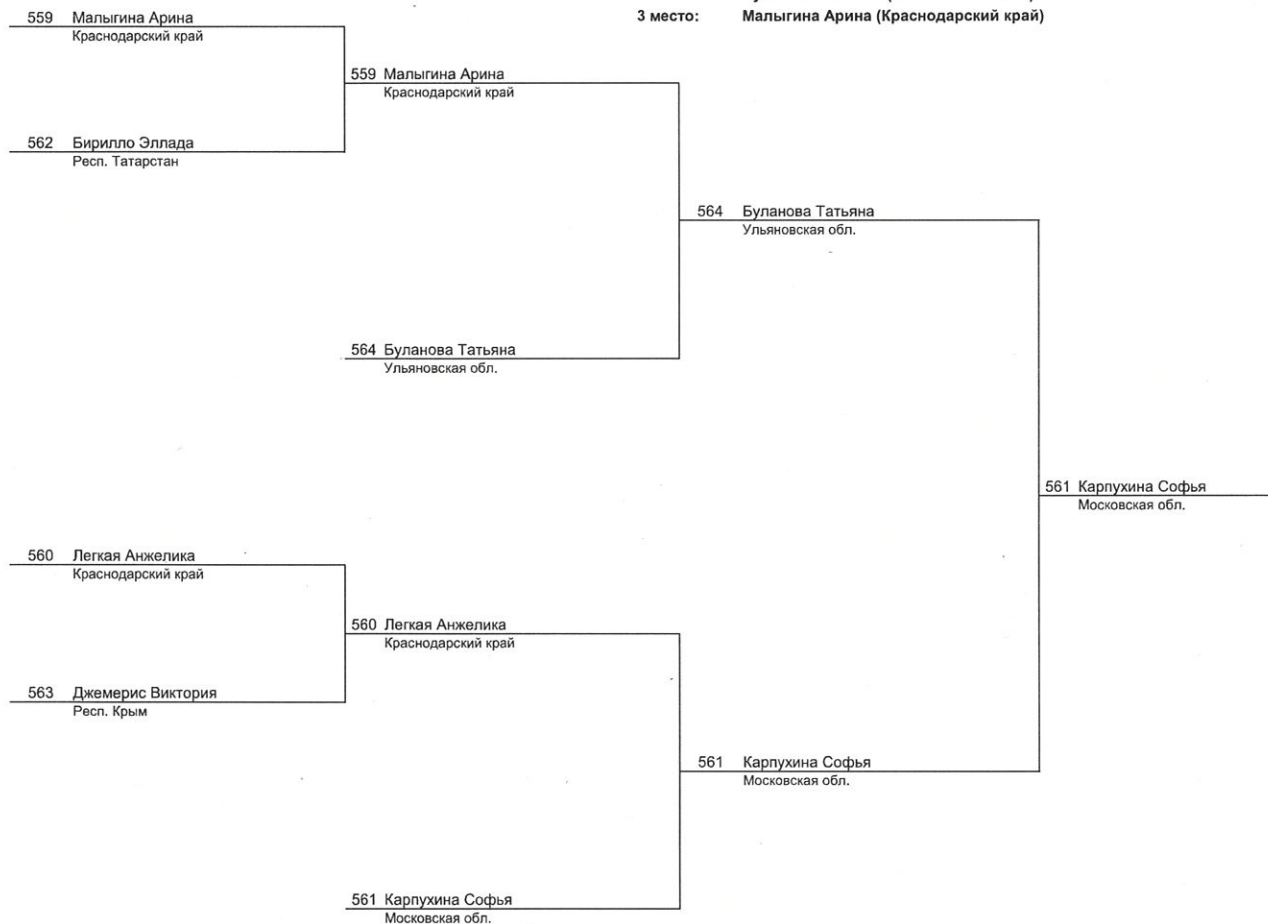 559 Малыгина Арина
Краснодарский край
3 место: Малыгина Арина (Краснодарский край)
559 Малыгина Арина
Краснодарский край
562 Бирилло Эллада
Респ. Татарстан
564 Буланова Татьяна
Ульяновская обл.
564 Буланова Татьяна
Ульяновская обл.
561 Карпухина Софья
Московская обл.
560 Легкая Анжелика
Краснодарский край
560 Легкая Анжелика
Краснодарский край
563 Джемерис Виктория
Респ. Крым
561 Карпухина Софья
Московская обл.
561 Карпухина Софья
Московская обл.